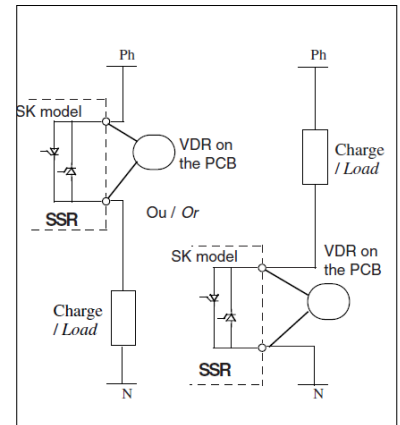 Ph
SK model
VDR on
the PCB
SSR
Ou / Or
Charge
/ Load
N
Ph
Charge
/ Load
SK model
VDR on
the PCB
SSR
N